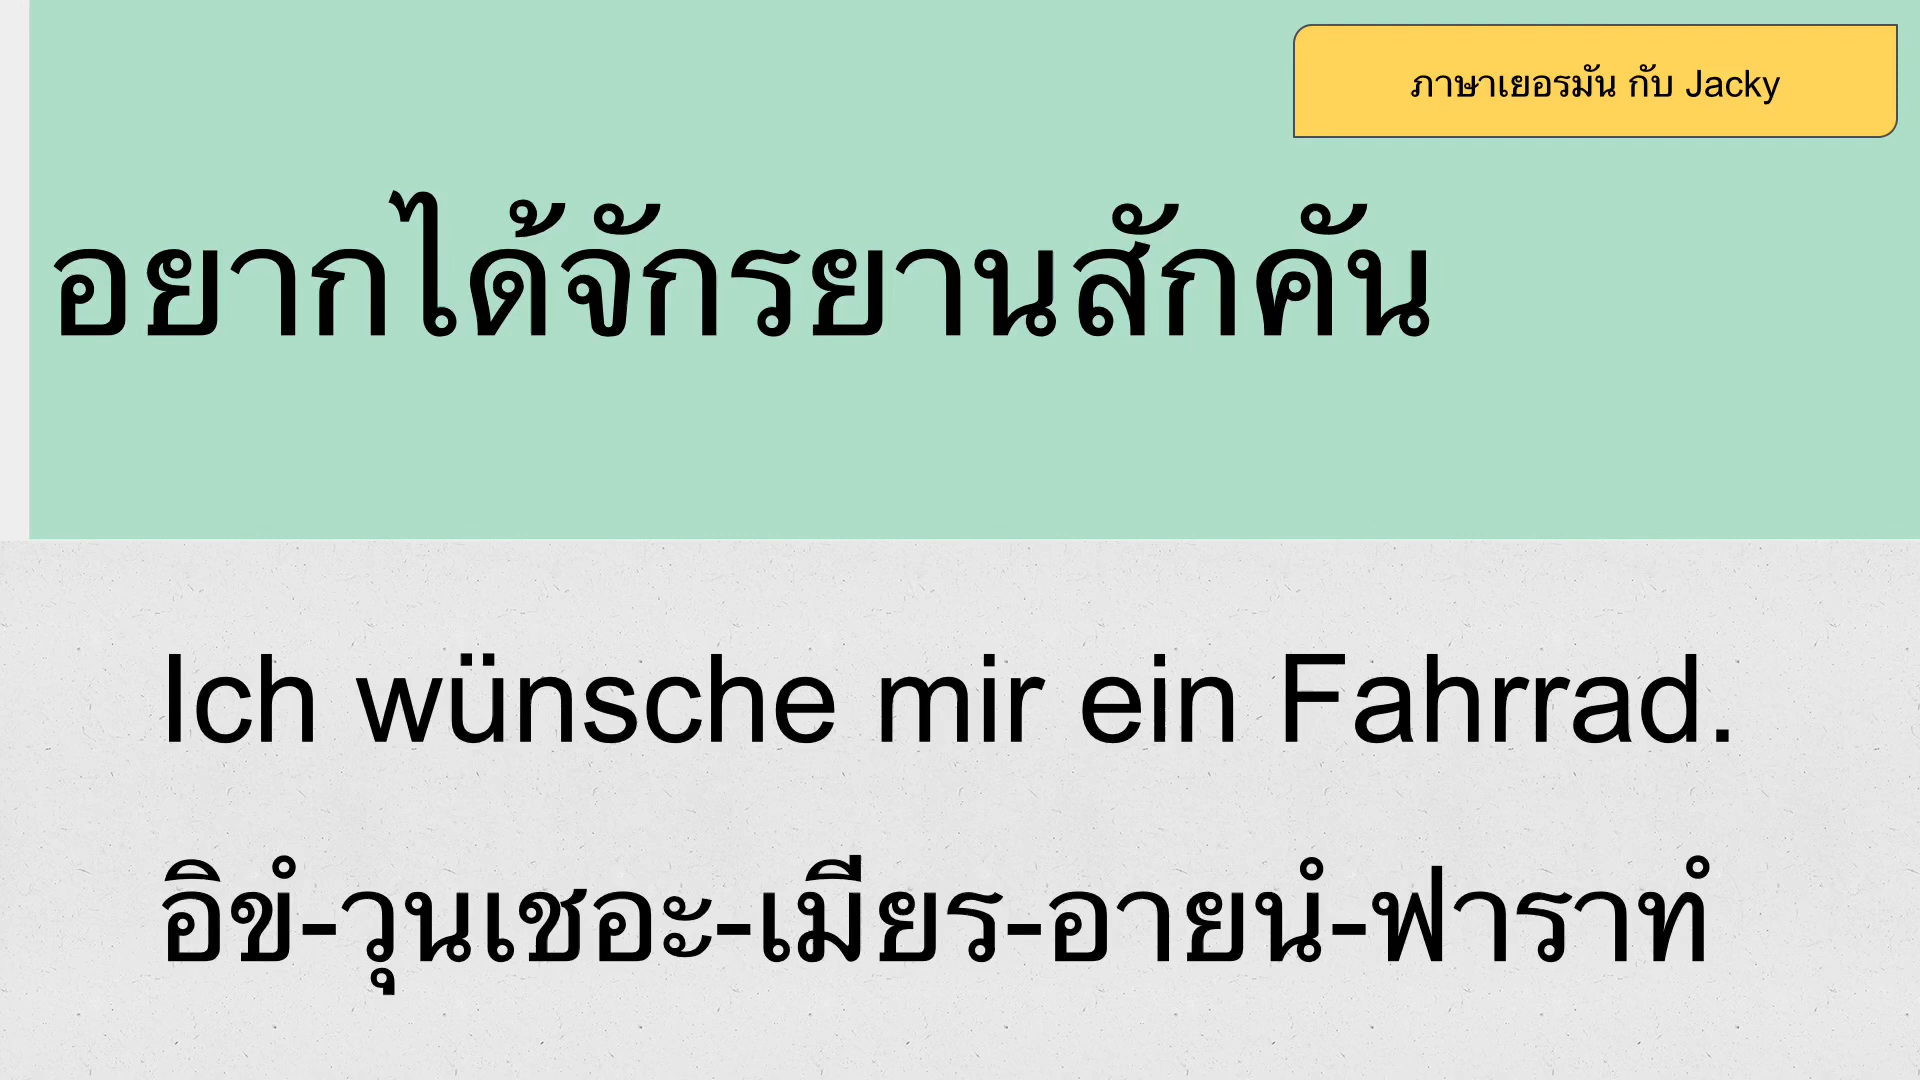 ภาษาเยอรมัน กับ Jacky
อยากได้จักรยานสักคัน
Ich wünsche mir ein Fahrrad.
อิขํ-วุนเชอะ-เมียร-อายนํ-ฟาราทํ